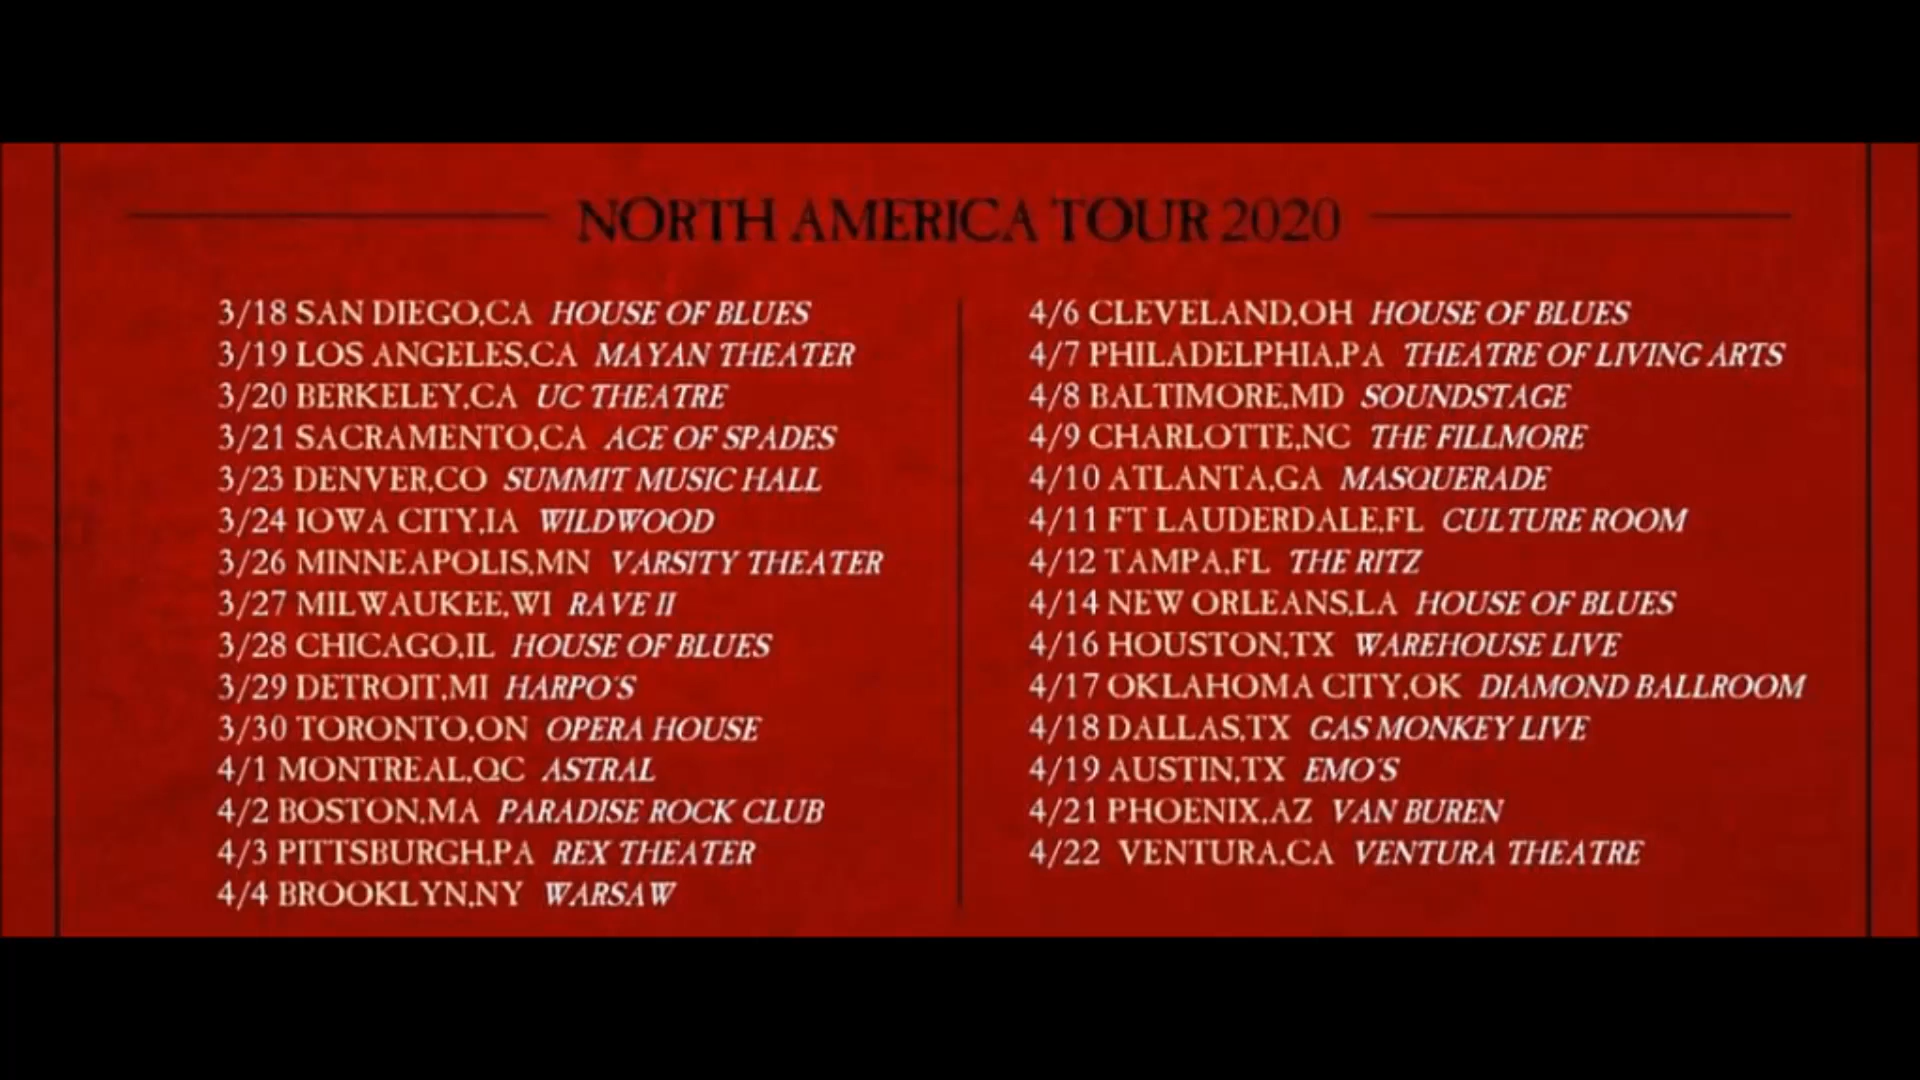 NORTH AMERICA TOUR 2020
3/18 SAN DIEGO,CA HOUSE OF BLUES
3/19 LOS ANGELES,CA MAYAN THEATER
3/20 BERKELEY,CA UC THEATRE
3/21 SACRAMENTO,CA ACE OF SPADES
3/23 DENVER,CO SUMMIT MUSIC HALL
3/24 IOWA CITY,IA WILDWOOD
3/26 MINNEAPOLIS,MN VARSITY THEATER
3/27 MILWAUKEE,WI RAVE II
3/28 CHICAGO,IL HOUSE OF BLUES
3/29 DETROIT,MI HARPO'S
3/30 TORONTO,ON OPERA HOUSE
4/1 MONTREAL,QC ASTRAL
4/2 BOSTON,MA PARADISE ROCK CLUB
4/3 PITTSBURGH,PA REX THEATER
4/4 BROOKLYN,NY WARSAW
4/6 CLEVELAND,OH HOUSE OF BLUES
4/7 PHILADELPHIA,PA THEATRE OF LIVING ARTS
4/8 BALTIMORE,MD SOUNDSTAGE
4/9 CHARLOTTE,NC THE FILLMORE
4/10 ATLANTA,GA MASQUERADE
4/11 FT LAUDERDALE,FL CULTURE ROOM
4/12 TAMPA,FL THE RITZ
4/14 NEW ORLEANS,LA HOUSE OF BLUES
4/16 HOUSTON,TX WAREHOUSE LIVE
4/17 OKLAHOMA CITY,OK DIAMOND BALLROOM
4/18 DALLAS,TX GAS MONKEY LIVE
4/19 AUSTIN,TX EMO'S
4/21 PHOENIX,AZ VAN BUREN
4/22 VENTURA,CA VENTURA THEATRE